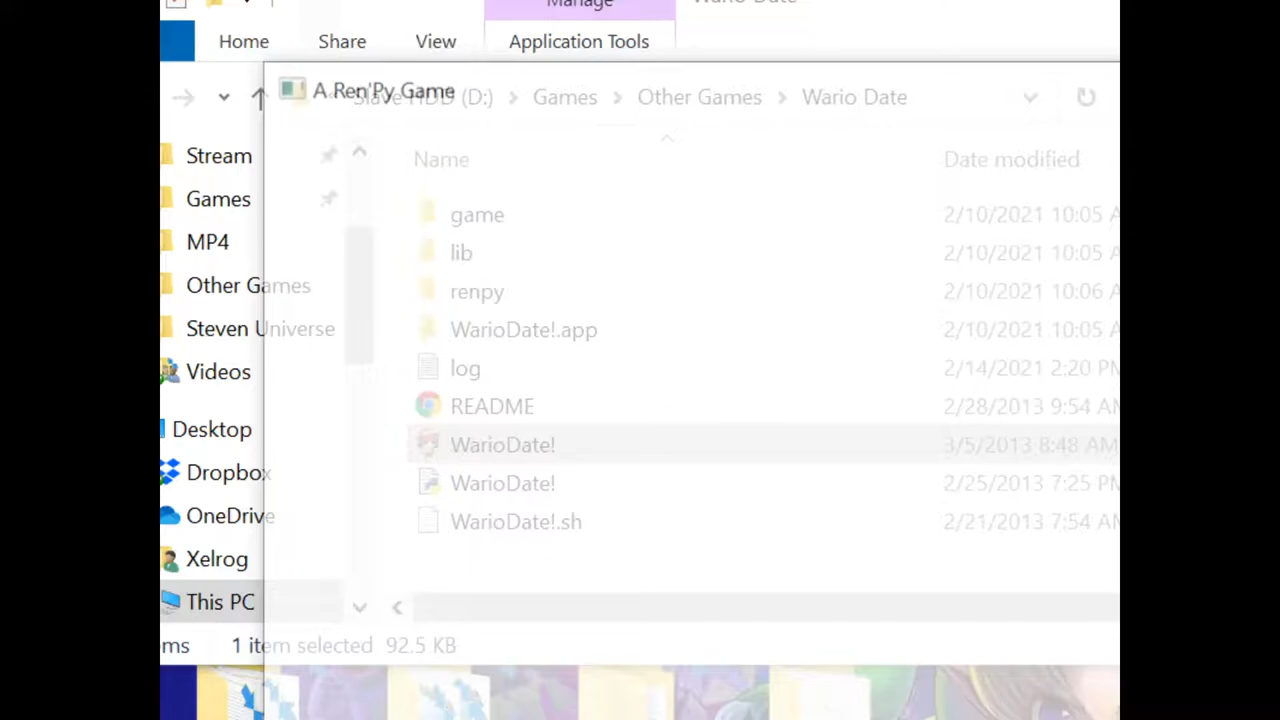 Manage
Wario Date
Home Share View Application Tools
A Ren'Py Game
Slave HDD (D:) > Games > Other Games > Wario Date
Name Date modified
Stream
Games
MP4
Other Games
Steven Universe
Videos
Desktop
Dropbox
OneDrive
Xelrog
This PC
game 2/10/2021 10:05 A
lib 2/10/2021 10:05 A
renpy 2/10/2021 10:06 A
WarioDate!.app 2/10/2021 10:05 A
log 2/14/2021 2:20 PM
README 2/28/2013 9:54 AM
WarioDate! 3/5/2013 8:48 AM
WarioDate! 2/25/2013 7:25 PM
WarioDate!.sh 2/21/2013 7:54 AM
ms 1 item selected 92.5 KB